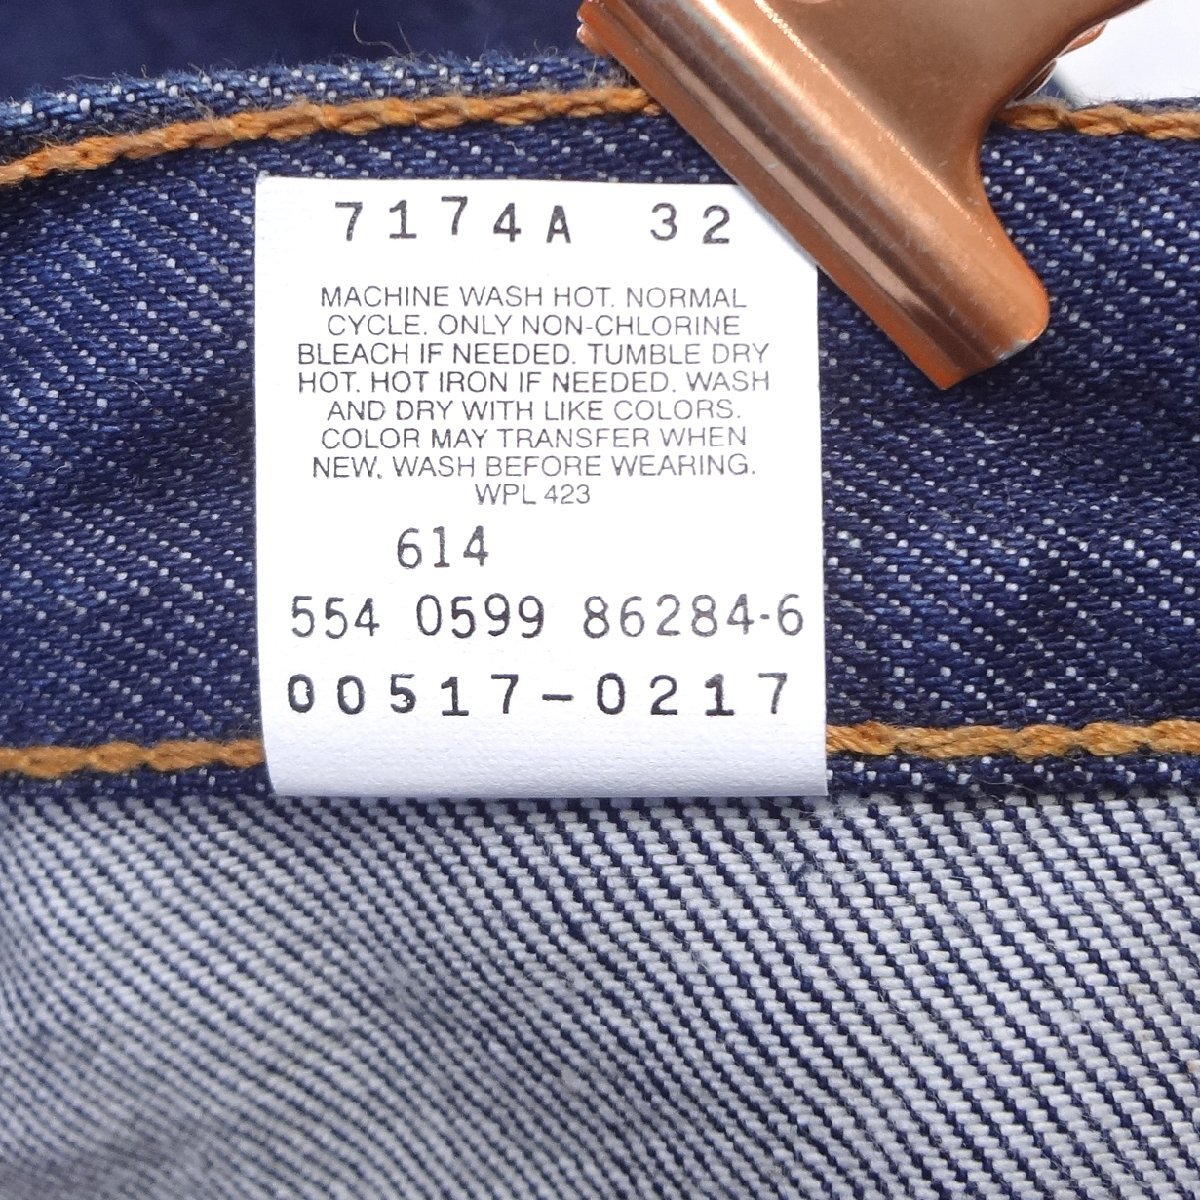 7174A 32
MACHINE WASH HOT. NORMAL
CYCLE. ONLY NON-CHLORINE
BLEACH IF NEEDED. TUMBLE DRY
HOT. HOT IRON IF NEEDED. WASH
AND DRY WITH LIKE COLORS.
COLOR MAY TRANSFER WHEN
NEW. WASH BEFORE WEARING.
WPL 423
614
554 0599 86284-6
00517-0217